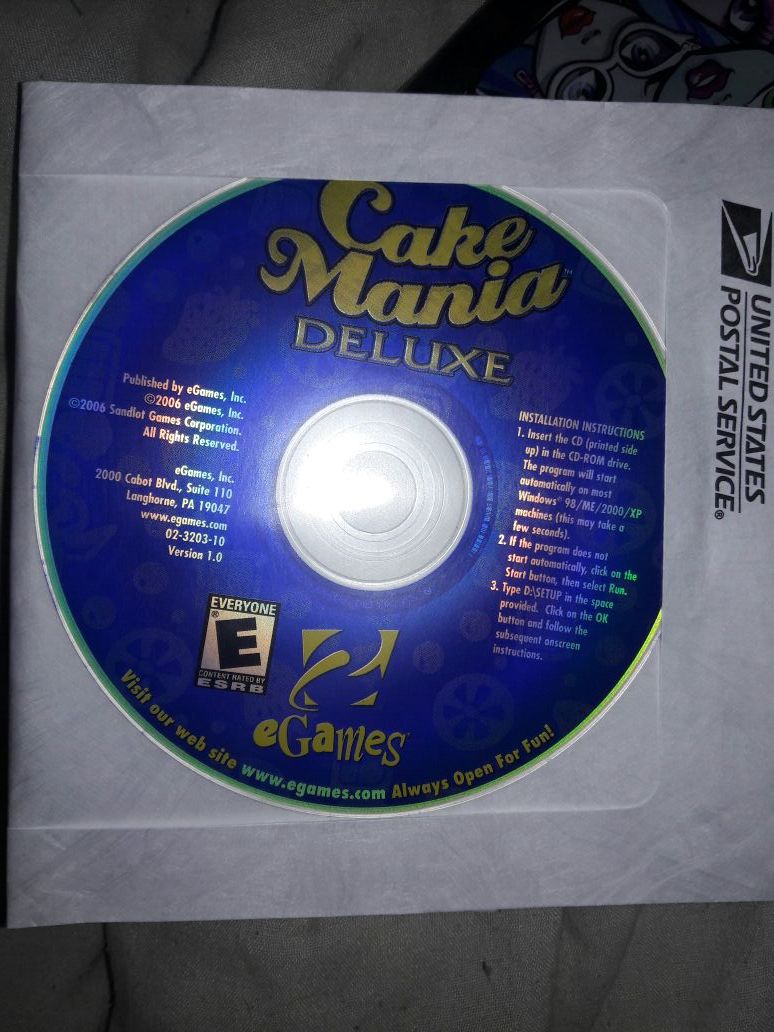 Cake
Mania™
DELUXE
Published by eGames, Inc.
©2006 eGames, Inc.
©2006 Sandlot Games Corporation.
All Rights Reserved.
eGames, Inc.
2000 Cabot Blvd., Suite 110
Langhorne, PA 19047
www.egames.com
02-3203-10
Version 1.0
INSTALLATION INSTRUCTIONS
1. Insert the CD (printed side
up) in the CD-ROM drive.
The program will start
automatically on most
Windows® 98/ME/2000/XP
machines (this may take a
few seconds).
2. If the program does not
start automatically, click on the
Start button, then select Run.
3. Type D:\SETUP in the space
provided. Click on the OK
button and follow the
subsequent onscreen
instructions.
EVERYONE
E®
CONTENT RATED BY
ESRB
eGames
Visit our web site www.egames.com Always Open For Fun!
UNITED STATES
POSTAL SERVICE®